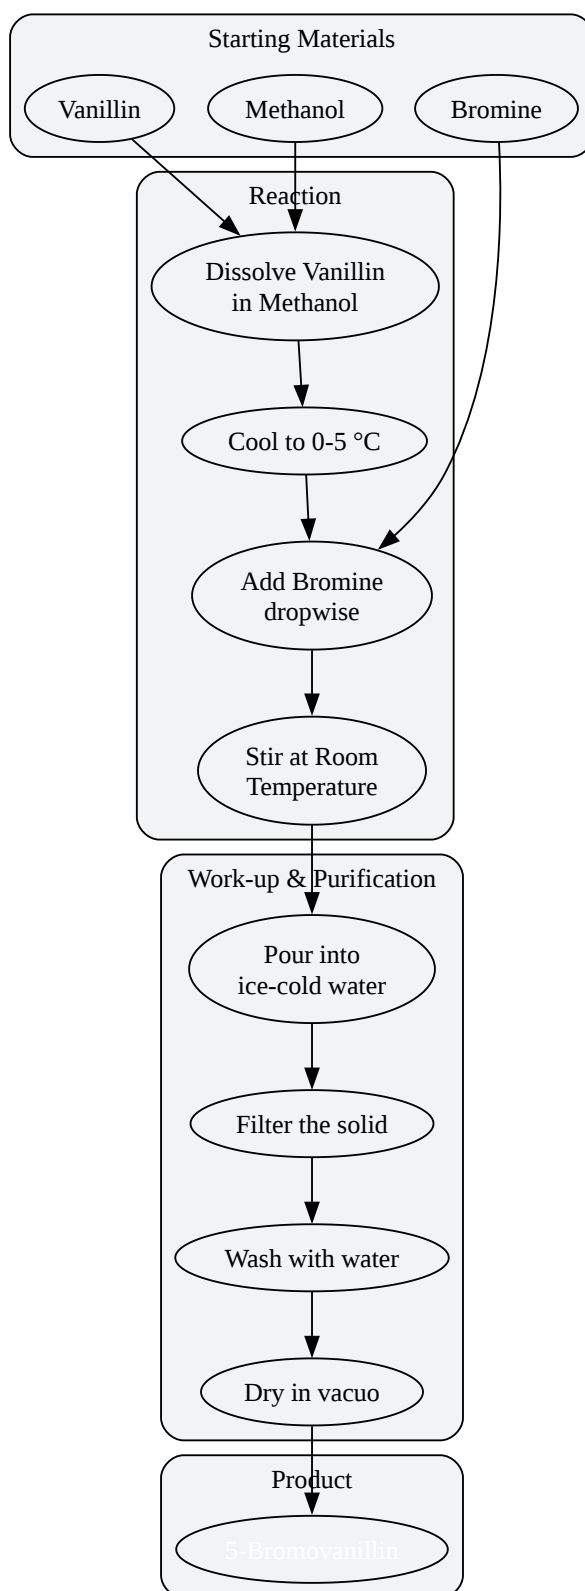 Starting Materials
Vanillin
Methanol
Bromine
Reaction
Dissolve Vanillin
in Methanol
Cool to 0-5 °C
Add Bromine
dropwise
Stir at Room
Temperature
Work-up & Purification
Pour into
ice-cold water
Filter the solid
Wash with water
Dry in vacuo
Product
5-Bromovanillin